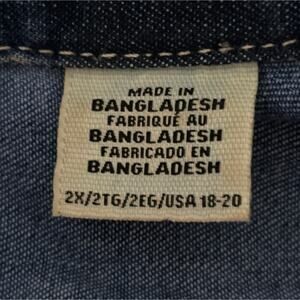 MADE IN
BANGLADESH
FABRIQUÉ AU
BANGLADESH
FABRICADO EN
BANGLADESH
2X/2TG/2EG/USA 18-20